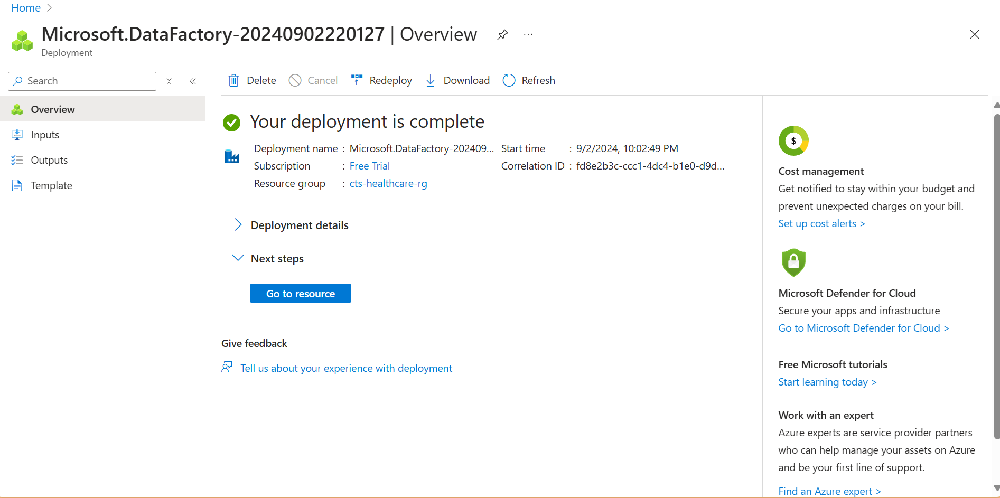 Home
Microsoft.DataFactory-20240902220127 | Overview
Deployment
Search
Overview
Inputs
Outputs
Template
Delete
Cancel
Redeploy
Download
Refresh
Your deployment is complete
Deployment name : Microsoft.DataFactory-202409...
Subscription : Free Trial
Resource group : cts-healthcare-rg
Start time : 9/2/2024, 10:02:49 PM
Correlation ID : fd8e2b3c-ccc1-4dc4-b1e0-d9d...
Deployment details
Next steps
Go to resource
Give feedback
Tell us about your experience with deployment
$
Cost management
Get notified to stay within your budget and
prevent unexpected charges on your bill.
Set up cost alerts >
Microsoft Defender for Cloud
Secure your apps and infrastructure
Go to Microsoft Defender for Cloud >
Free Microsoft tutorials
Start learning today >
Work with an expert
Azure experts are service provider partners
who can help manage your assets on Azure
and be your first line of support.
Find an Azure expert >